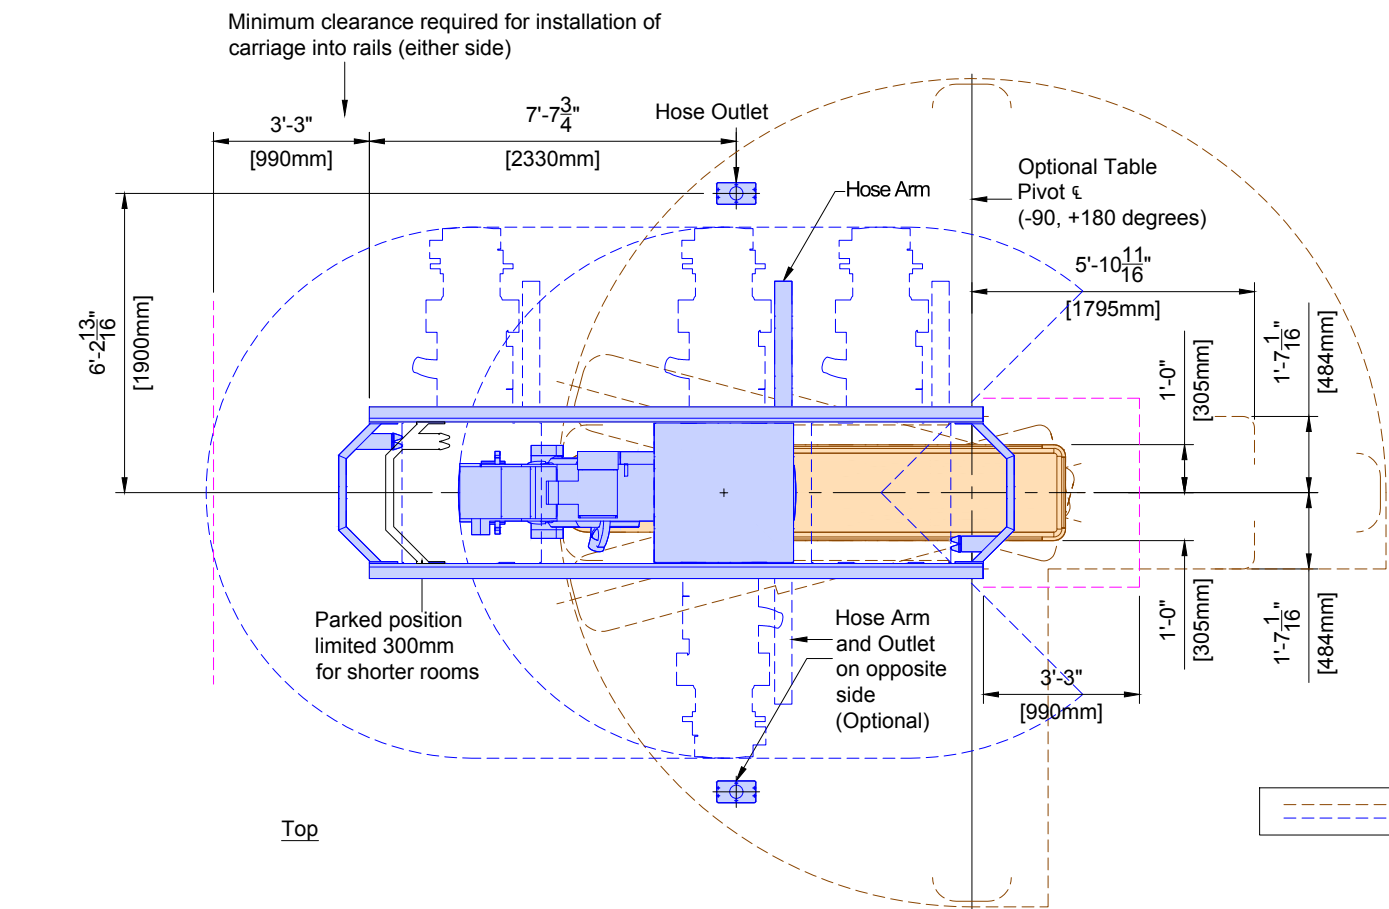 Minimum clearance required for installation of
carriage into rails (either side)
3'-3"
[990mm]
7'-7 3/4"
[2330mm]
Hose Outlet
Hose Arm
Optional Table
Pivot ℄
(-90, +180 degrees)
5'-10 11/16"
[1795mm]
6'-2 13/16"
[1900mm]
1'-0"
[305mm]
1'-7 1/16"
[484mm]
Parked position
limited 300mm
for shorter rooms
Hose Arm
and Outlet
on opposite
side
(Optional)
1'-0"
[305mm]
1'-7 1/16"
[484mm]
3'-3"
[990mm]
Top